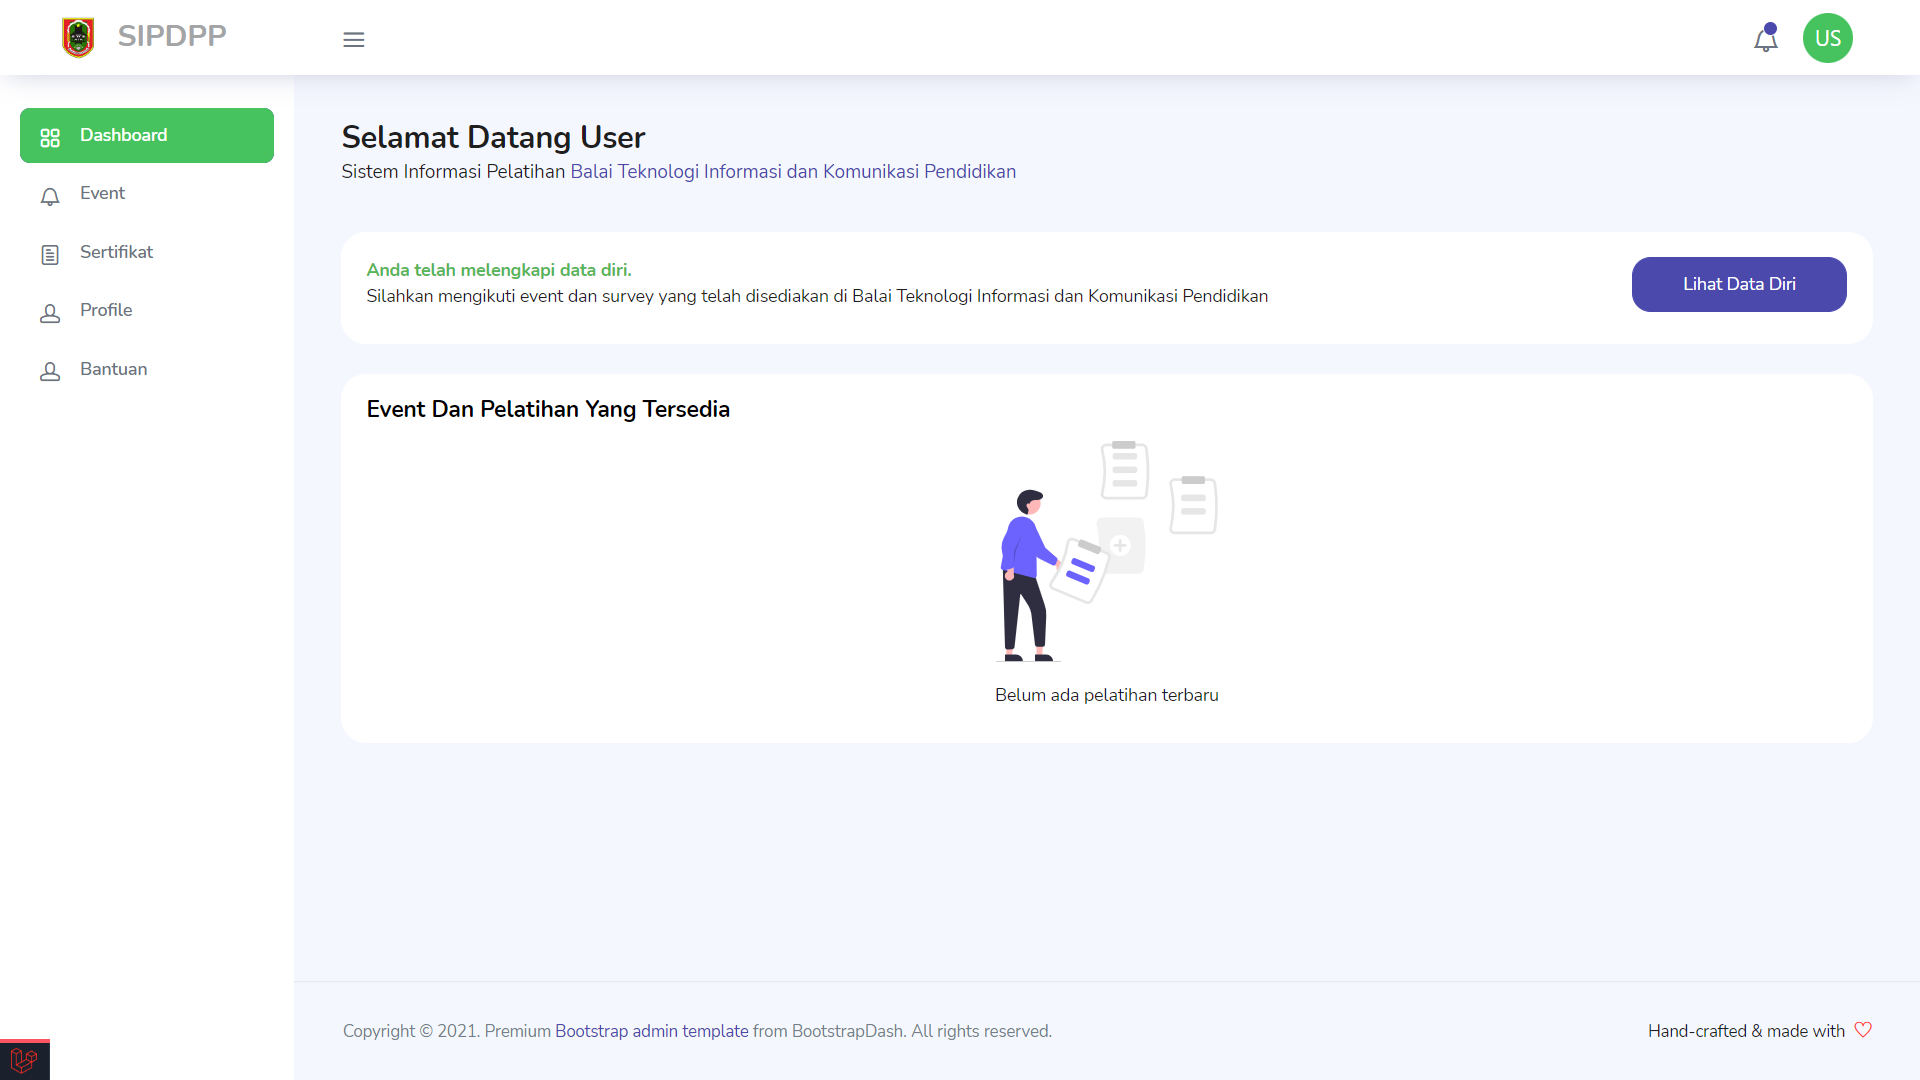 SIPDPP
US
Dashboard
Event
Sertifikat
Profile
Bantuan
Selamat Datang User
Sistem Informasi Pelatihan Balai Teknologi Informasi dan Komunikasi Pendidikan
Anda telah melengkapi data diri.
Silahkan mengikuti event dan survey yang telah disediakan di Balai Teknologi Informasi dan Komunikasi Pendidikan
Lihat Data Diri
Event Dan Pelatihan Yang Tersedia
Belum ada pelatihan terbaru
Copyright © 2021. Premium Bootstrap admin template from BootstrapDash. All rights reserved.
Hand-crafted & made with